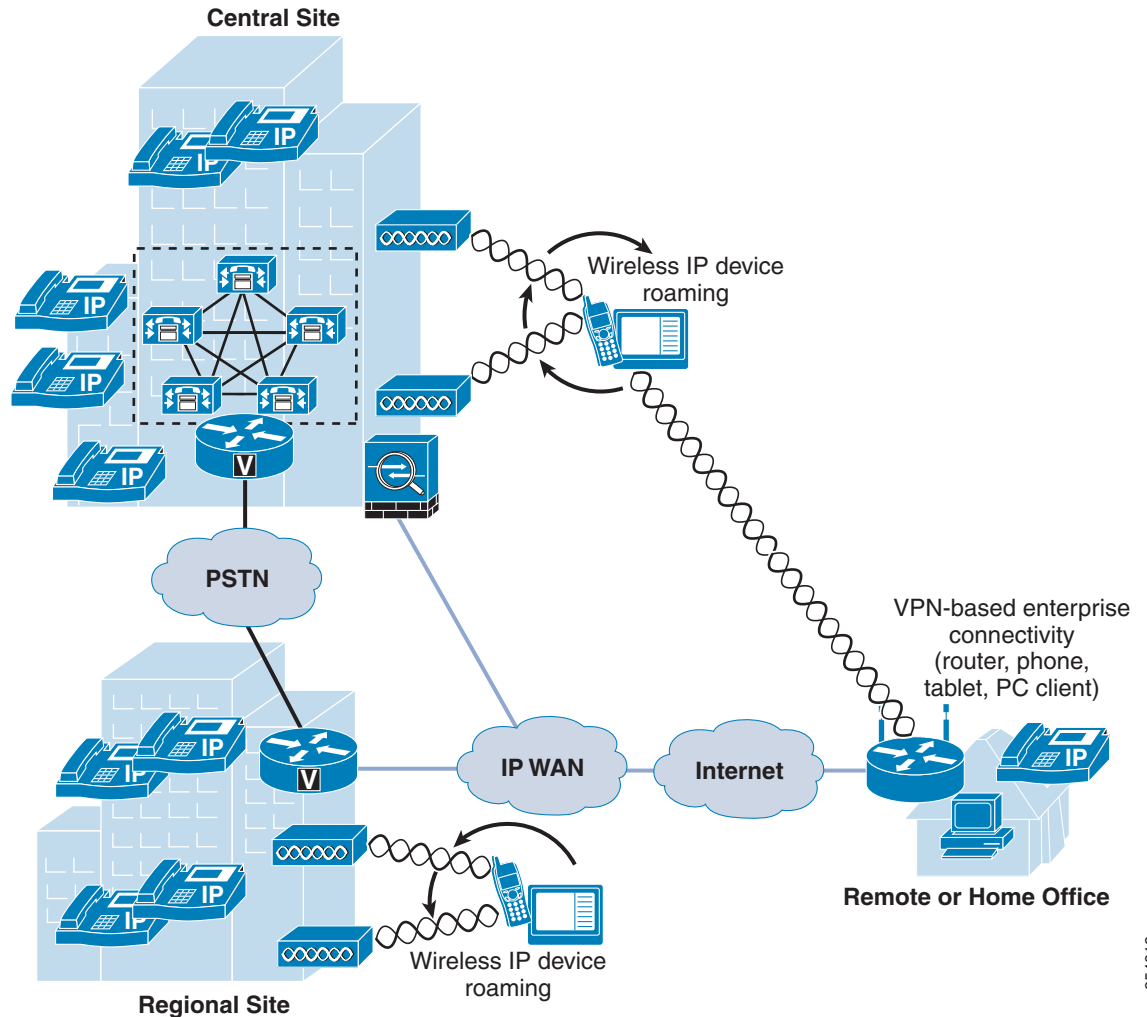 Central Site
IP
IP
Wireless IP device
roaming
IP
IP
IP
V
PSTN
VPN-based enterprise
connectivity
(router, phone,
tablet, PC client)
IP
IP
V
IP WAN
Internet
IP
IP
IP
Remote or Home Office
Wireless IP device
roaming
Regional Site